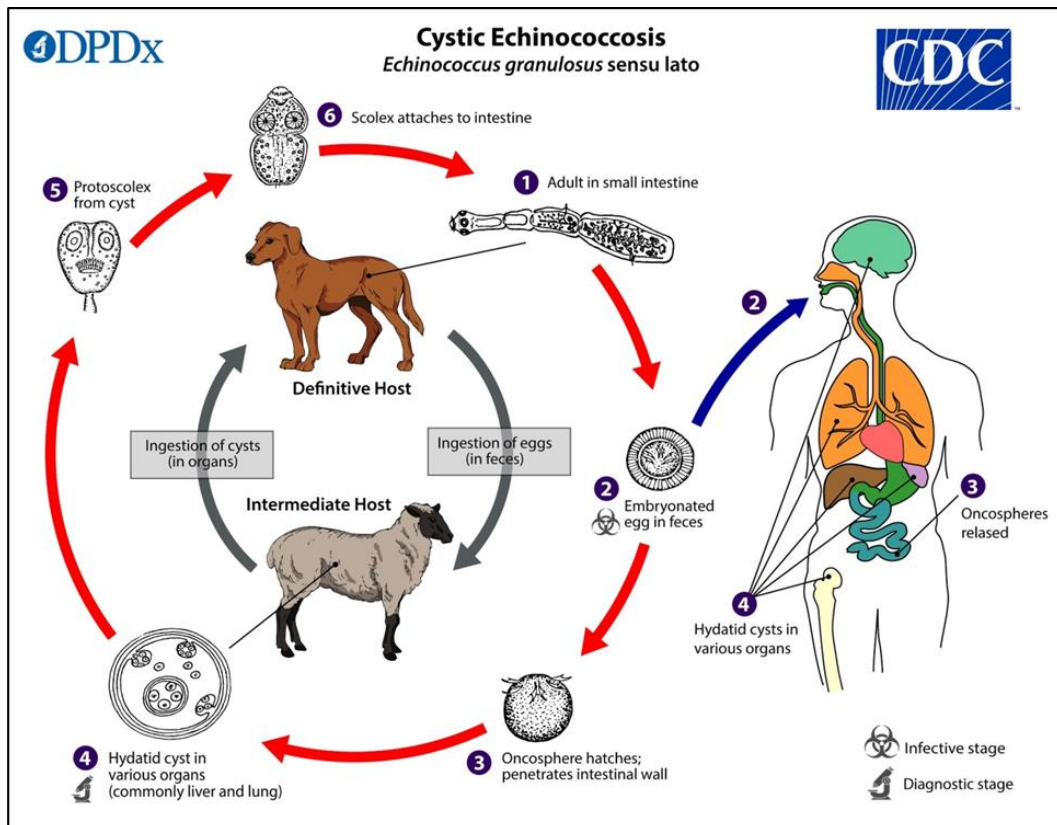 DPDx
Cystic Echinococcosis
Echinococcus granulosus sensu lato
CDC
TM
6 Scolex attaches to intestine
5 Protoscolex
from cyst
1 Adult in small intestine
2
Definitive Host
Ingestion of cysts
(in organs)
Ingestion of eggs
(in feces)
Intermediate Host
2 Embryonated
egg in feces
3
Oncospheres
relased
4
Hydatid cysts in
various organs
4 Hydatid cyst in
various organs
(commonly liver and lung)
3 Oncosphere hatches;
penetrates intestinal wall
Infective stage
Diagnostic stage